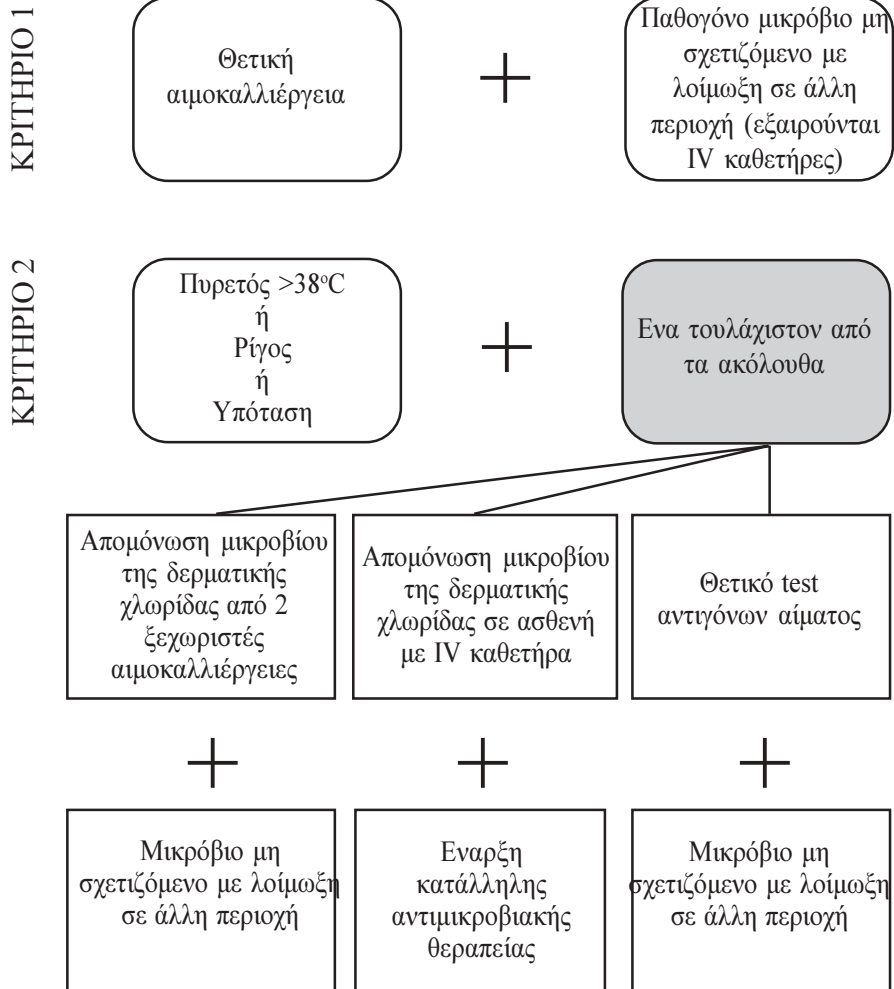 ΚΡΙΤΗΡΙΟ 1
Θετική
αιμοκαλλιέργεια
+
Παθογόνο μικρόβιο μη
σχετιζόμενο με
λοίμωξη σε άλλη
περιοχή (εξαιρούνται
IV καθετήρες)
ΚΡΙΤΗΡΙΟ 2
Πυρετός >38°C
ή
Ρίγος
ή
Υπόταση
+
Ενα τουλάχιστον από
τα ακόλουθα
Απομόνωση μικροβίου
της δερματικής
χλωρίδας από 2
ξεχωριστές
αιμοκαλλιέργειες
Απομόνωση μικροβίου
της δερματικής
χλωρίδας σε ασθενή
με IV καθετήρα
Θετικό test
αντιγόνων αίματος
+
+
+
Μικρόβιο μη
σχετιζόμενο με λοίμωξη
σε άλλη περιοχή
Εναρξη
κατάλληλης
αντιμικροβιακής
θεραπείας
Μικρόβιο μη
σχετιζόμενο με λοίμωξη
σε άλλη περιοχή